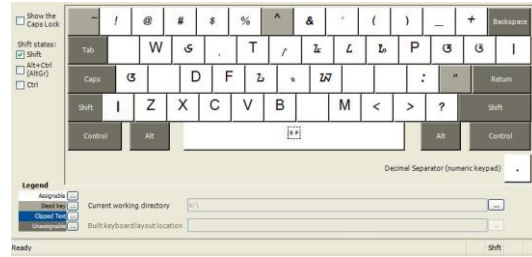 Show the
Caps Lock
Shift states:
Shift
Alt+Ctrl
(AltGr)
Ctrl
~ ! @ # $ % ^ & * ( ) _ + Backspace
Tab W T P |
Caps D F : " Return
Shift | Z X C V B M < > ? Shift
Control Alt S P Alt Control
Decimal Separator (numeric keypad) .
Legend
Assignable ...
Dead key ...
Clipped Text ...
Unassignable ...
Current working directory
...
Built keyboard layout location
...
Ready Shift